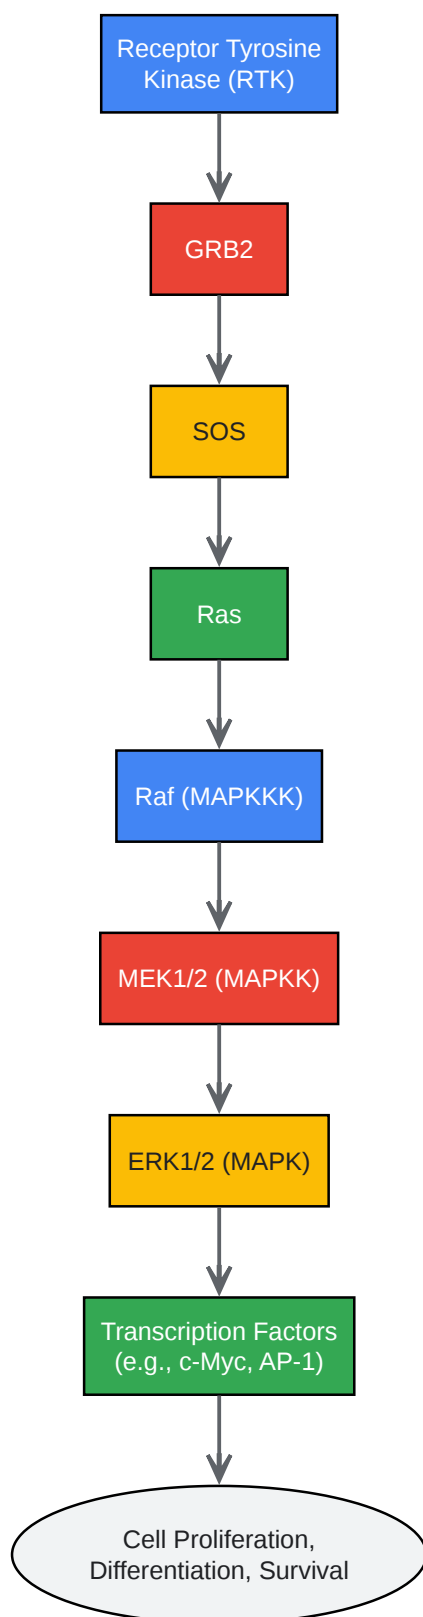 Receptor Tyrosine
Kinase (RTK)
GRB2
SOS
Ras
Raf (MAPKKK)
MEK1/2 (MAPKK)
ERK1/2 (MAPK)
Transcription Factors
(e.g., c-Myc, AP-1)
Cell Proliferation,
Differentiation, Survival